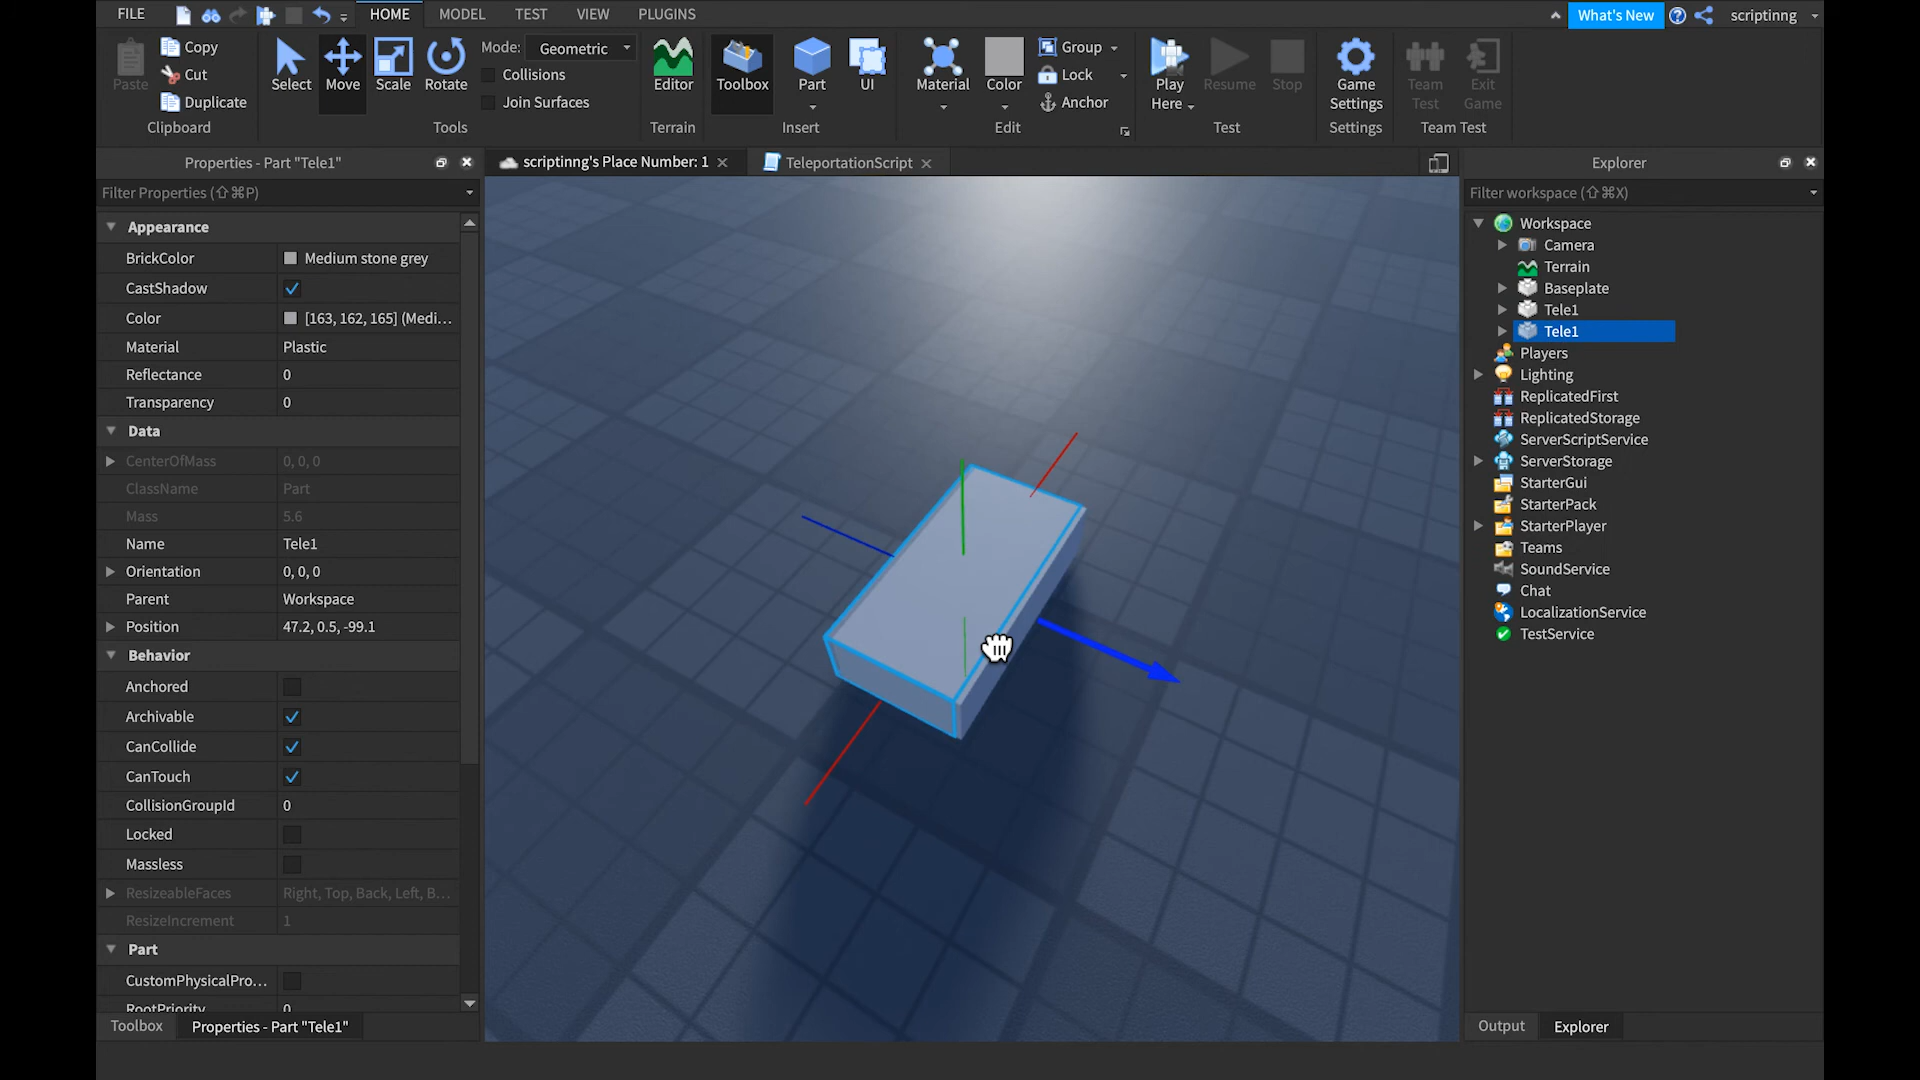 FILE
HOME
MODEL
TEST
VIEW
PLUGINS
What's New
scriptinng
Paste
Copy
Cut
Duplicate
Clipboard
Select
Move
Scale
Rotate
Mode: Geometric
Collisions
Join Surfaces
Tools
Editor
Terrain
Toolbox
Part
UI
Insert
Material
Color
Group
Lock
Anchor
Edit
Play
Here
Resume
Stop
Test
Game
Settings
Settings
Team
Test
Exit
Game
Team Test
Properties - Part "Tele1"
Filter Properties (⇧⌘P)
Appearance
BrickColor Medium stone grey
CastShadow
Color [163, 162, 165] (Medi...
Material Plastic
Reflectance 0
Transparency 0
Data
CenterOfMass 0, 0, 0
ClassName Part
Mass 5.6
Name Tele1
Orientation 0, 0, 0
Parent Workspace
Position 47.2, 0.5, -99.1
Behavior
Anchored
Archivable
CanCollide
CanTouch
CollisionGroupId 0
Locked
Massless
ResizeableFaces Right, Top, Back, Left, B...
ResizeIncrement 1
Part
CustomPhysicalPro...
RootPriority 0
Toolbox
Properties - Part "Tele1"
scriptinng's Place Number: 1
TeleportationScript
Explorer
Filter workspace (⇧⌘X)
Workspace
Camera
Terrain
Baseplate
Tele1
Tele1
Players
Lighting
ReplicatedFirst
ReplicatedStorage
ServerScriptService
ServerStorage
StarterGui
StarterPack
StarterPlayer
Teams
SoundService
Chat
LocalizationService
TestService
Output
Explorer